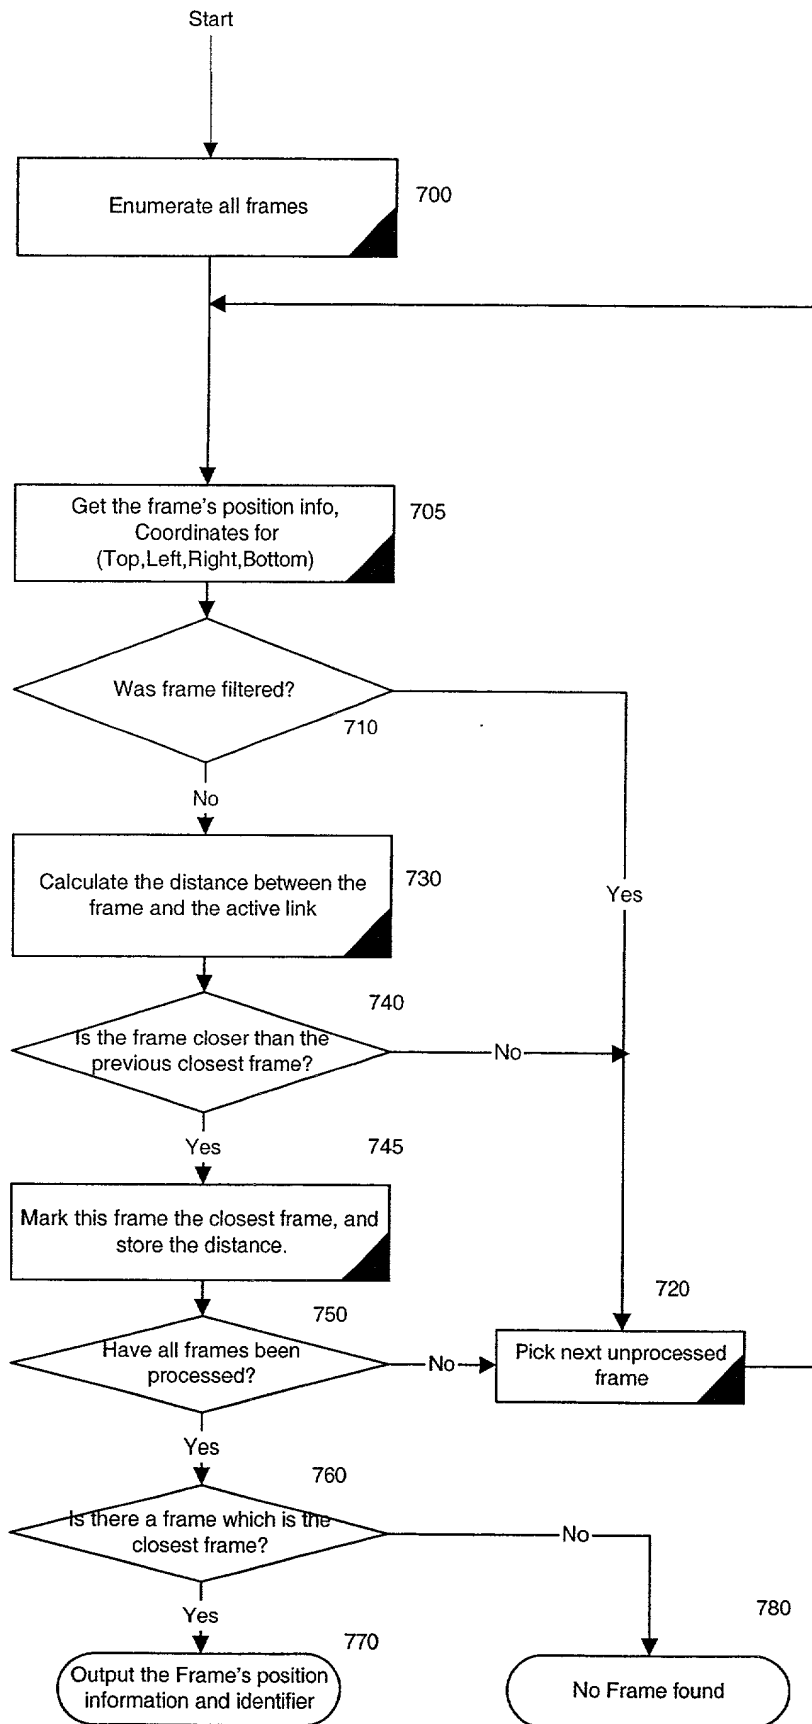 Start
Enumerate all frames
700
Get the frame's position info,
Coordinates for
(Top,Left,Right,Bottom)
705
Was frame filtered?
710
No
Calculate the distance between the
frame and the active link
730
Yes
740
Is the frame closer than the
previous closest frame?
No
Yes
745
Mark this frame the closest frame, and
store the distance.
720
750
Have all frames been
processed?
No
Pick next unprocessed
frame
Yes
760
Is there a frame which is the
closest frame?
No
Yes
770
780
Output the Frame's position
information and identifier
No Frame found